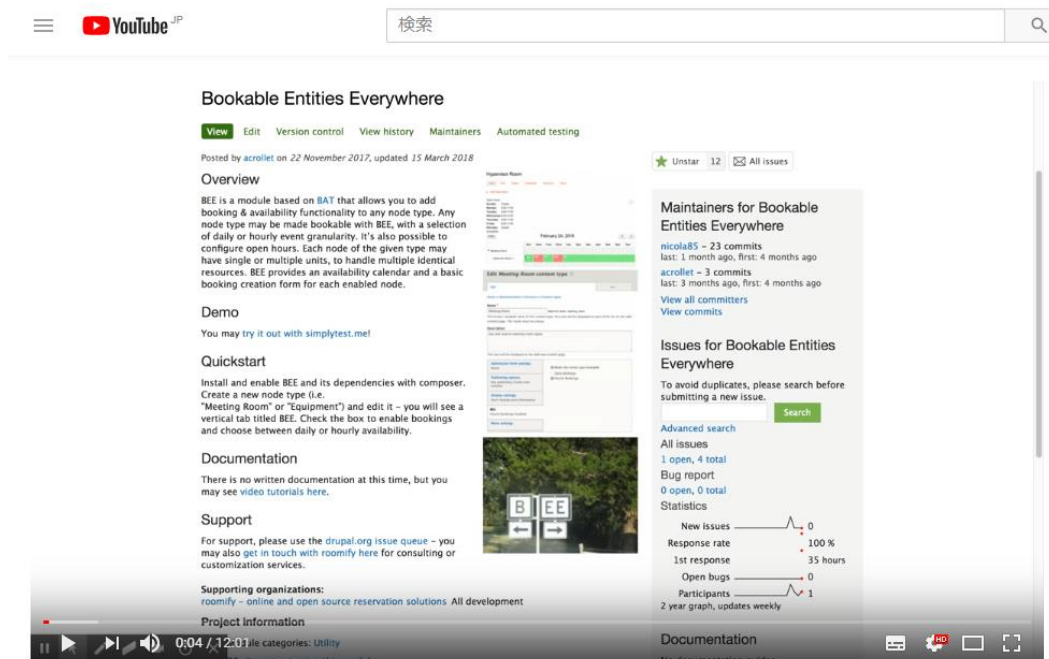 YouTube JP
検索
Bookable Entities Everywhere
View Edit Version control View history Maintainers Automated testing
Posted by acrollet on 22 November 2017, updated 15 March 2018
Overview
BEE is a module based on BAT that allows you to add
booking & availability functionality to any node type. Any
node type may be made bookable with BEE, with a selection
of daily or hourly event granularity. It's also possible to
configure open hours. Each node of the given type may
have single or multiple units, to handle multiple identical
resources. BEE provides an availability calendar and a basic
booking creation form for each enabled node.
Demo
You may try it out with simplytest.me!
Quickstart
Install and enable BEE and its dependencies with composer.
Create a new node type (i.e.
"Meeting Room" or "Equipment") and edit it – you will see a
vertical tab titled BEE. Check the box to enable bookings
and choose between daily or hourly availability.
Documentation
There is no written documentation at this time, but you
may see video tutorials here.
Support
For support, please use the drupal.org issue queue – you
may also get in touch with roomify here for consulting or
customization services.
Supporting organizations:
roomify – online and open source reservation solutions All development
Project information
categories: Utility
Edit Meeting Room content type
B EE
Unstar 12 All issues
Maintainers for Bookable
Entities Everywhere
nicola85 – 23 commits
last: 1 month ago, first: 4 months ago
acrollet – 3 commits
last: 3 months ago, first: 4 months ago
View all committers
View commits
Issues for Bookable Entities
Everywhere
To avoid duplicates, please search before
submitting a new issue.
Search
Advanced search
All issues
1 open, 4 total
Bug report
0 open, 0 total
Statistics
New issues 0
Response rate 100 %
1st response 35 hours
Open bugs 0
Participants 1
2 year graph, updates weekly
Documentation
0:04 / 12:01
HD